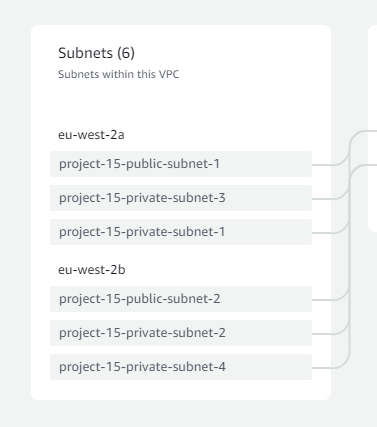 Subnets (6)
Subnets within this VPC
eu-west-2a
project-15-public-subnet-1
project-15-private-subnet-3
project-15-private-subnet-1
eu-west-2b
project-15-public-subnet-2
project-15-private-subnet-2
project-15-private-subnet-4